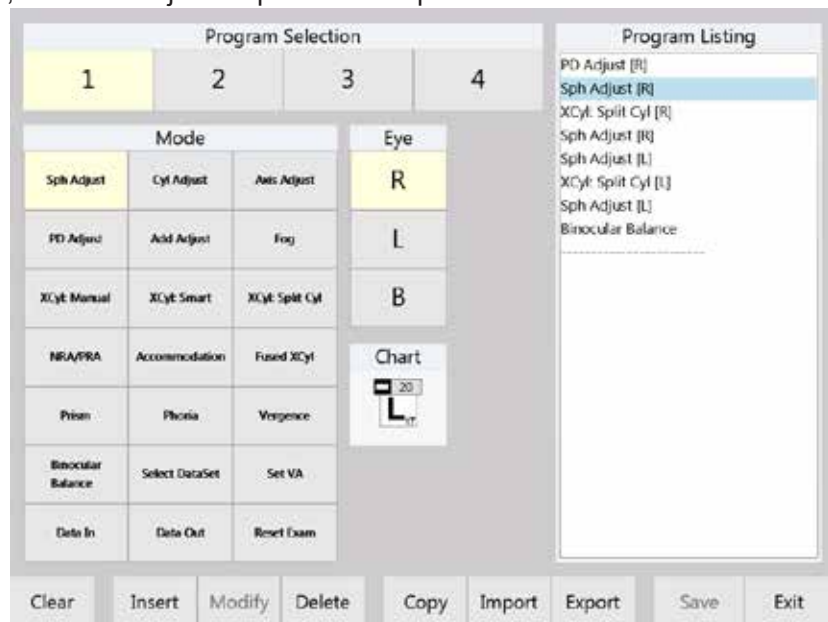 Program Selection
1 2 3 4
Mode
Sph Adjust Cyl Adjust Axis Adjust
PD Adjust Add Adjust Fog
XCyl: Manual XCyl: Smart XCyl: Split Cyl
NRA/PRA Accommodation Fused XCyl
Prism Phoria Vergence
Binocular
Balance
Select DataSet Set VA
Data In Data Out Reset Exam
Eye
R
L
B
Chart
20
L
Program Listing
PD Adjust [R]
Sph Adjust [R]
XCyl: Split Cyl [R]
Sph Adjust [R]
Sph Adjust [L]
XCyl: Split Cyl [L]
Sph Adjust [L]
Binocular Balance
Clear Insert Modify Delete Copy Import Export Save Exit